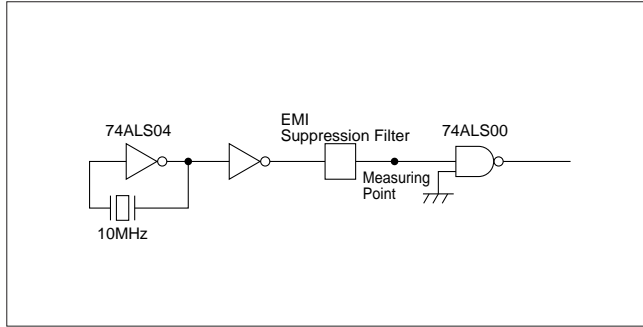 74ALS04
EMI
Suppression Filter
74ALS00
Measuring
Point
10MHz